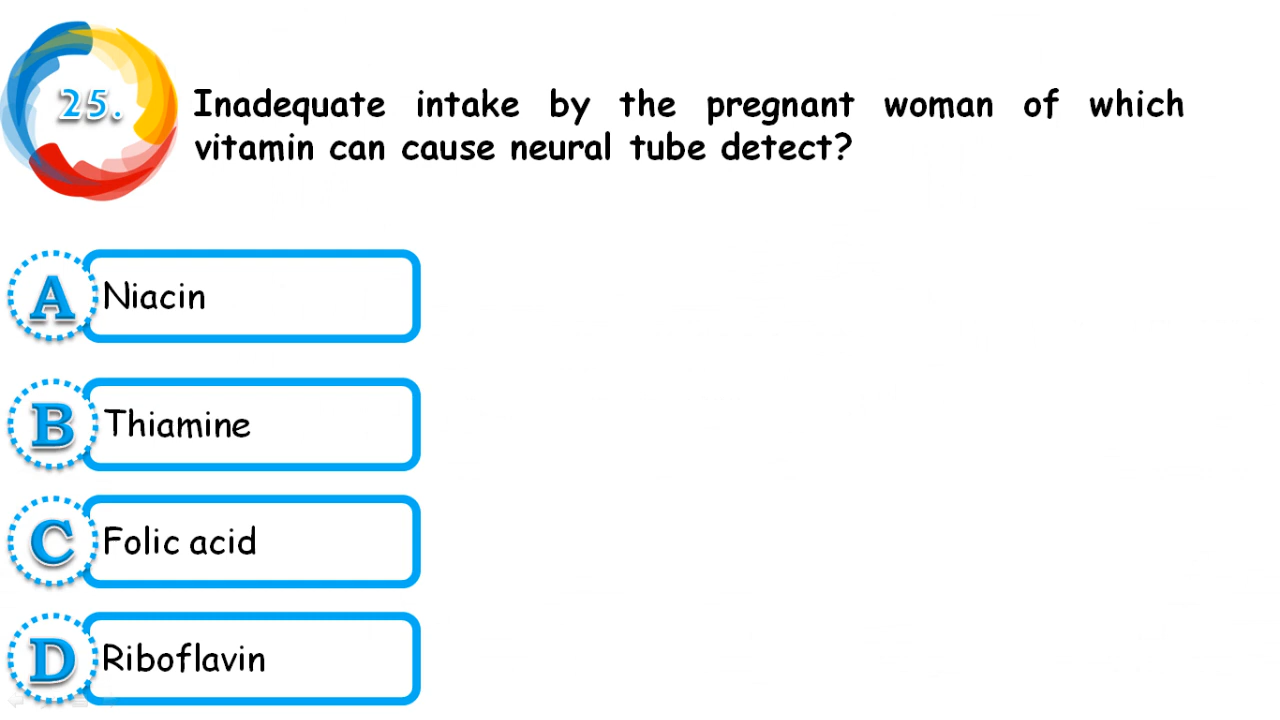 25.
Inadequate intake by the pregnant woman of which
vitamin can cause neural tube detect?
A Niacin
B Thiamine
C Folic acid
D Riboflavin